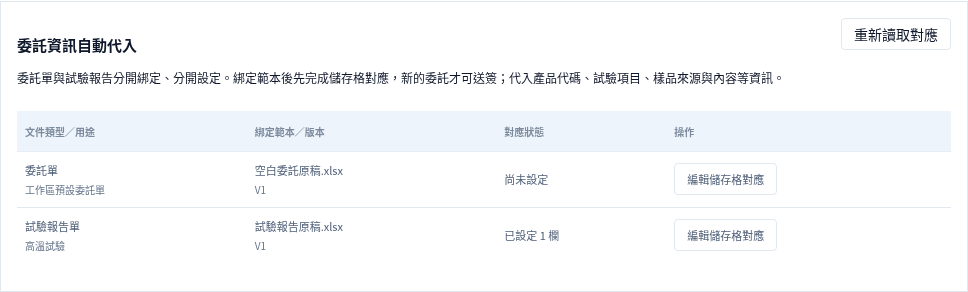 委託資訊自動代入
重新讀取對應
委託單與試驗報告分開綁定、分開設定。綁定範本後先完成儲存格對應，新的委託才可送簽；代入產品代碼、試驗項目、樣品來源與內容等資訊。
文件類型／用途 綁定範本／版本 對應狀態 操作
委託單 空白委託原稿.xlsx 尚未設定 編輯儲存格對應
工作區預設委託單 V1
試驗報告單 試驗報告原稿.xlsx 已設定 1 欄 編輯儲存格對應
高溫試驗 V1